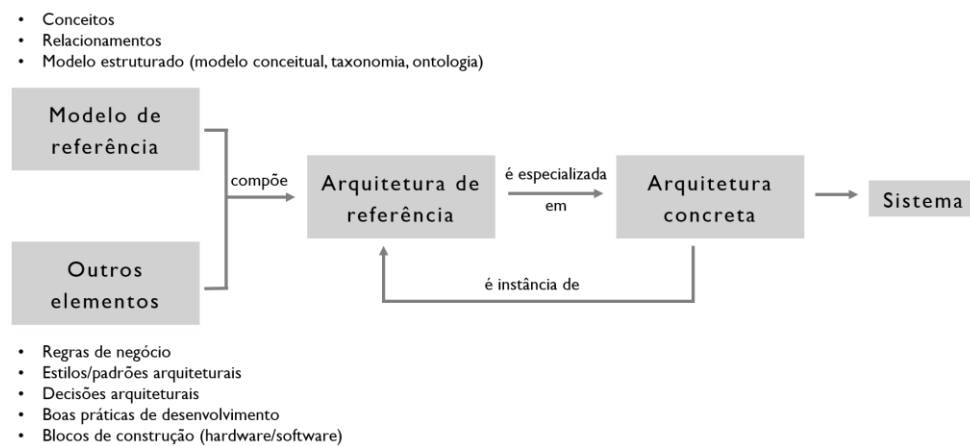 • Conceitos
• Relacionamentos
• Modelo estruturado (modelo conceitual, taxonomia, ontologia)
Modelo de
referência
compõe
Arquitetura de
referência
é especializada
em
Arquitetura
concreta
Sistema
Outros
elementos
é instância de
• Regras de negócio
• Estilos/padrões arquiteturais
• Decisões arquiteturais
• Boas práticas de desenvolvimento
• Blocos de construção (hardware/software)